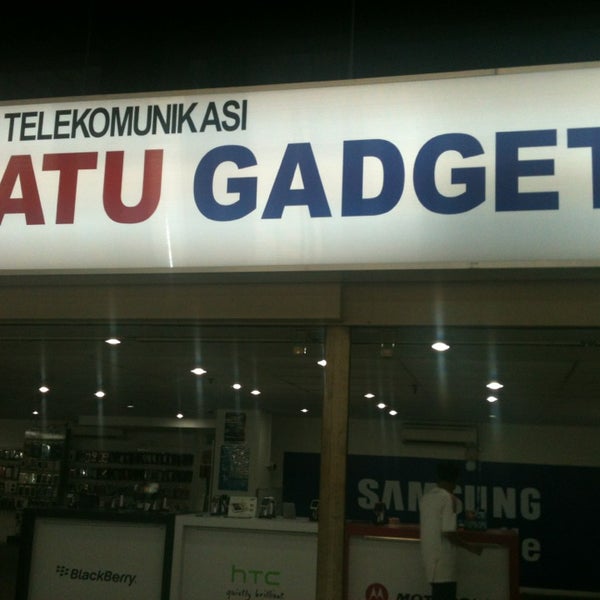 TELEKOMUNIKASI
ATU GADGET
SAMSUNG
BlackBerry
hTC
quietly brilliant